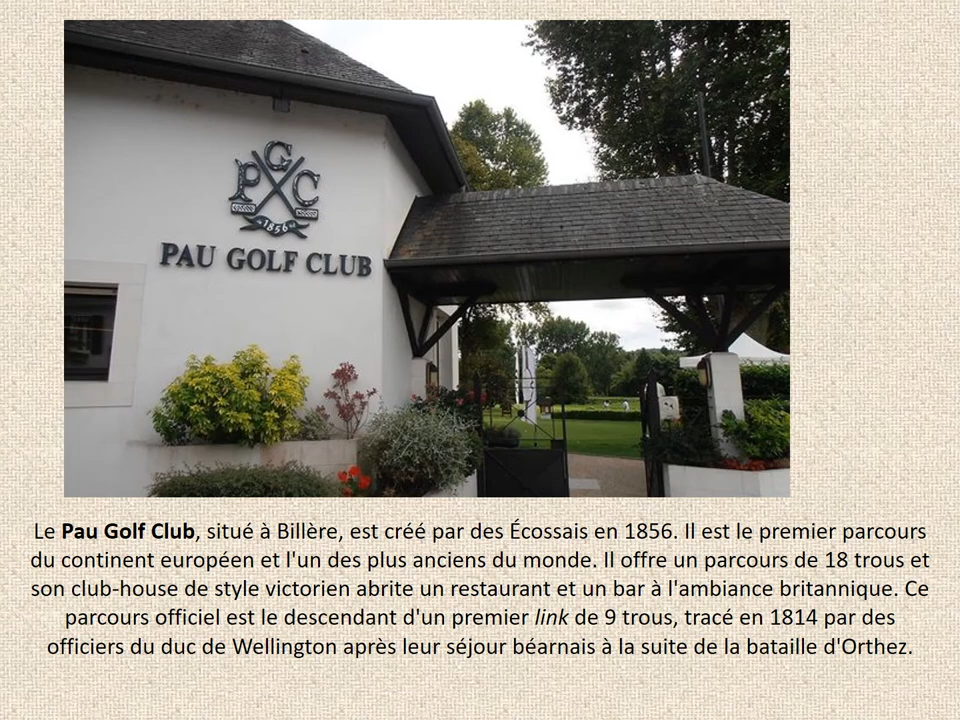 P G C
1856
PAU GOLF CLUB
Le Pau Golf Club, situé à Billère, est créé par des Écossais en 1856. Il est le premier parcours
du continent européen et l'un des plus anciens du monde. Il offre un parcours de 18 trous et
son club-house de style victorien abrite un restaurant et un bar à l'ambiance britannique. Ce
parcours officiel est le descendant d'un premier link de 9 trous, tracé en 1814 par des
officiers du duc de Wellington après leur séjour béarnais à la suite de la bataille d'Orthez.